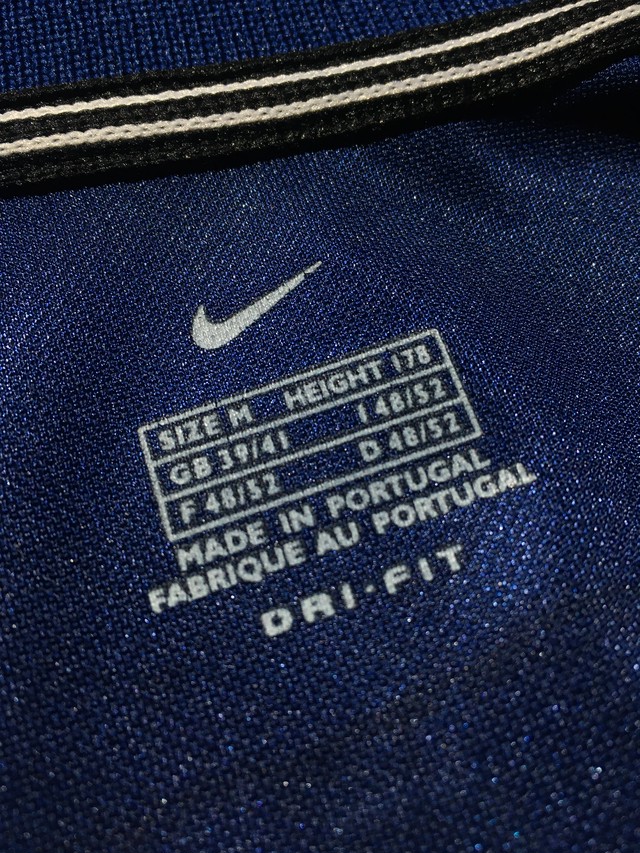 SIZE M HEIGHT 178
GB 39/41 I 48/52
F 48/52 D 48/52
MADE IN PORTUGAL
FABRIQUE AU PORTUGAL
DRI·FIT